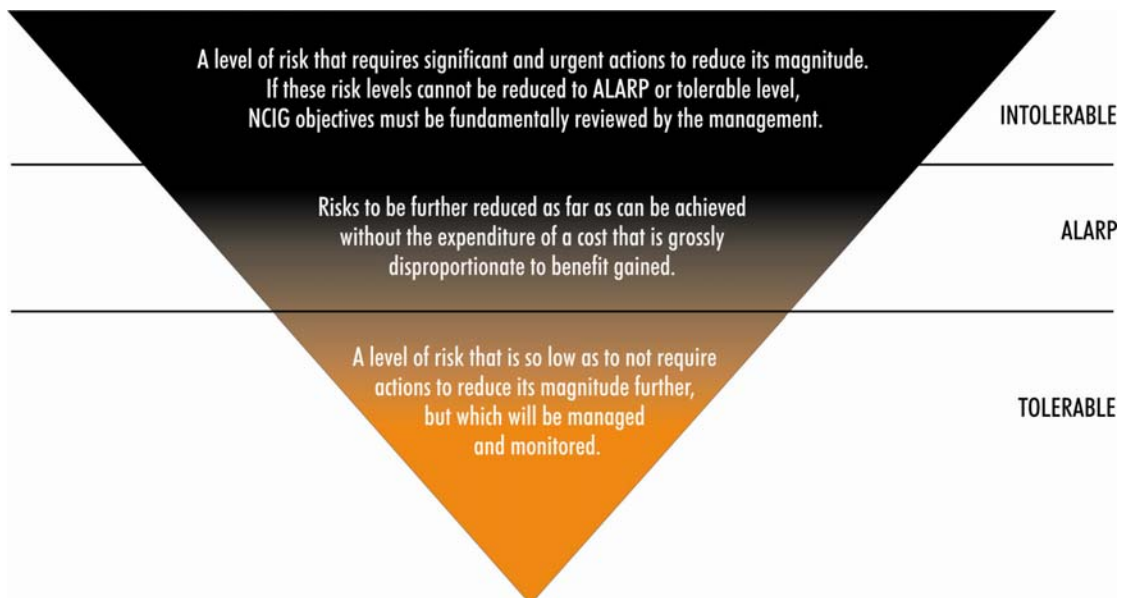 A level of risk that requires significant and urgent actions to reduce its magnitude.
If these risk levels cannot be reduced to ALARP or tolerable level,
NCIG objectives must be fundamentally reviewed by the management.
INTOLERABLE
Risks to be further reduced as far as can be achieved
without the expenditure of a cost that is grossly
disproportionate to benefit gained.
ALARP
A level of risk that is so low as to not require
actions to reduce its magnitude further,
but which will be managed
and monitored.
TOLERABLE